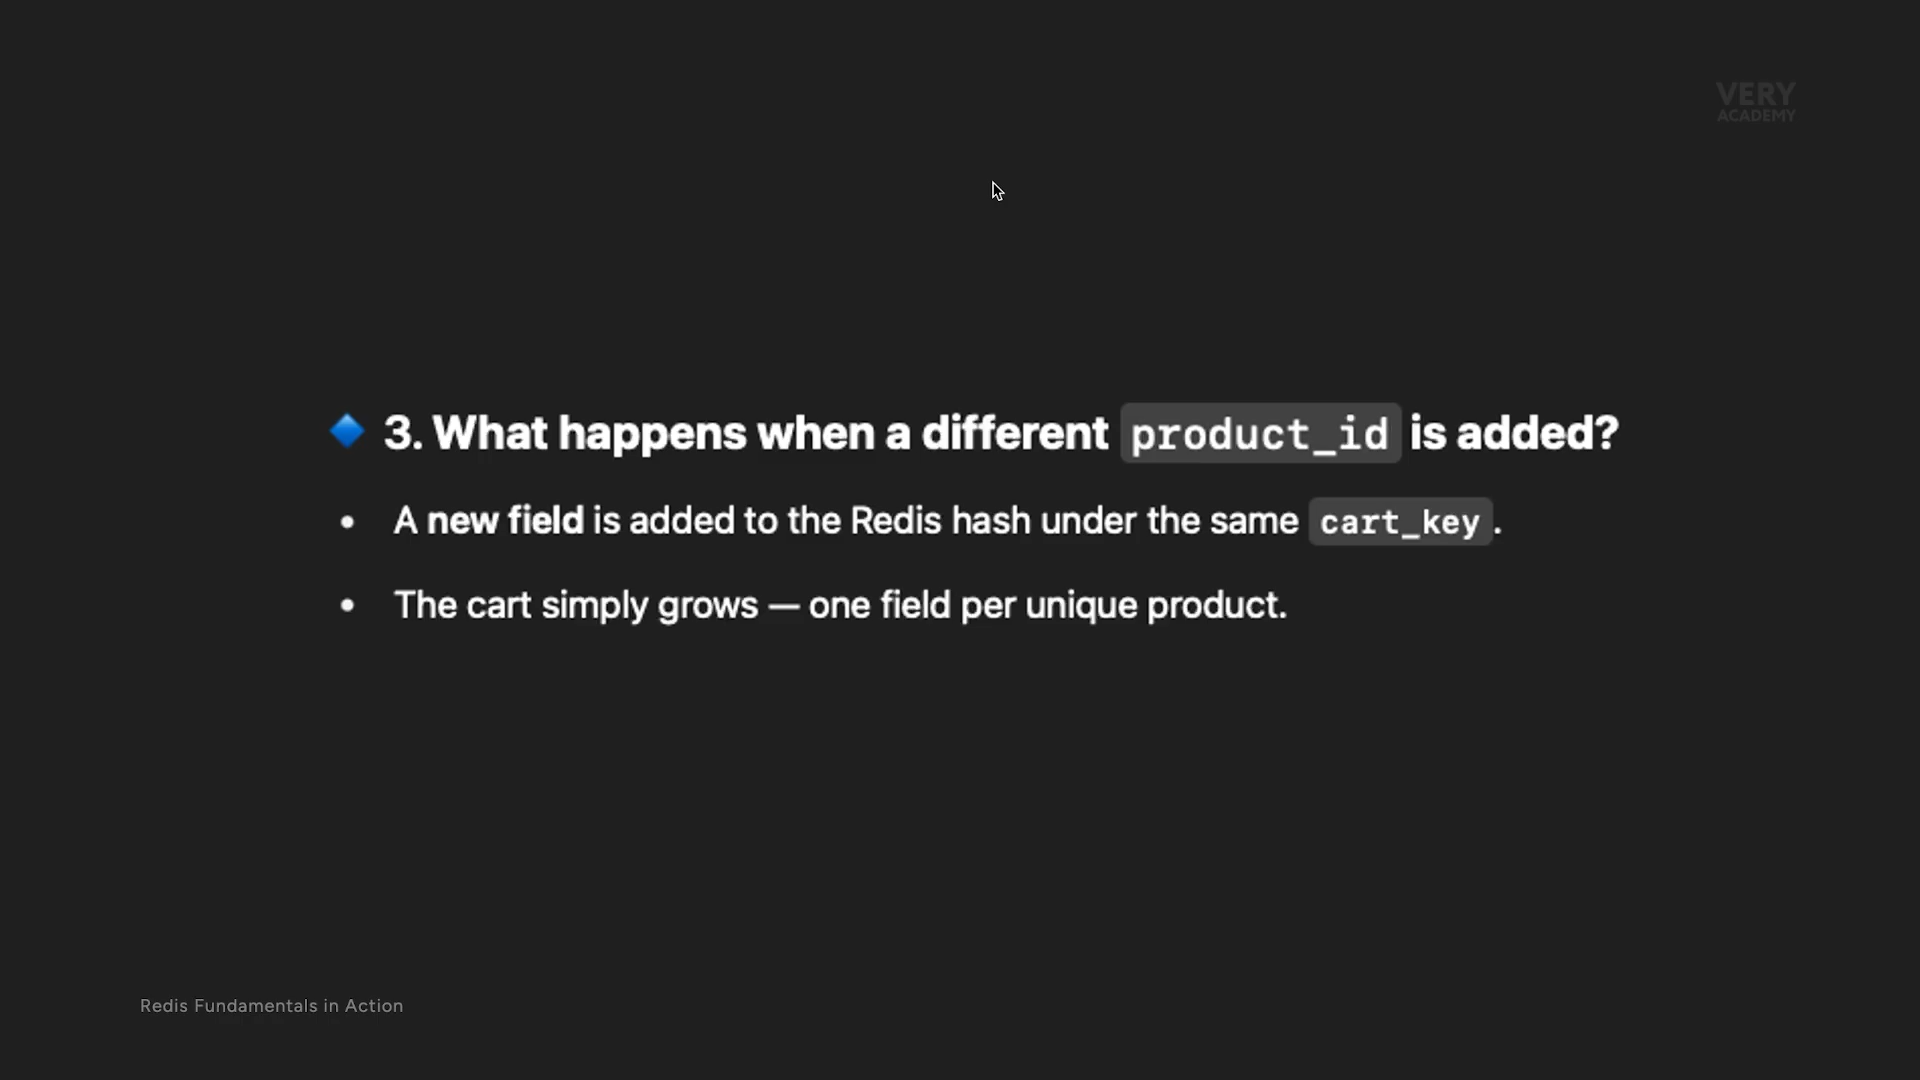 VERY
ACADEMY
3. What happens when a different product_id is added?
• A new field is added to the Redis hash under the same cart_key.
• The cart simply grows — one field per unique product.
Redis Fundamentals in Action